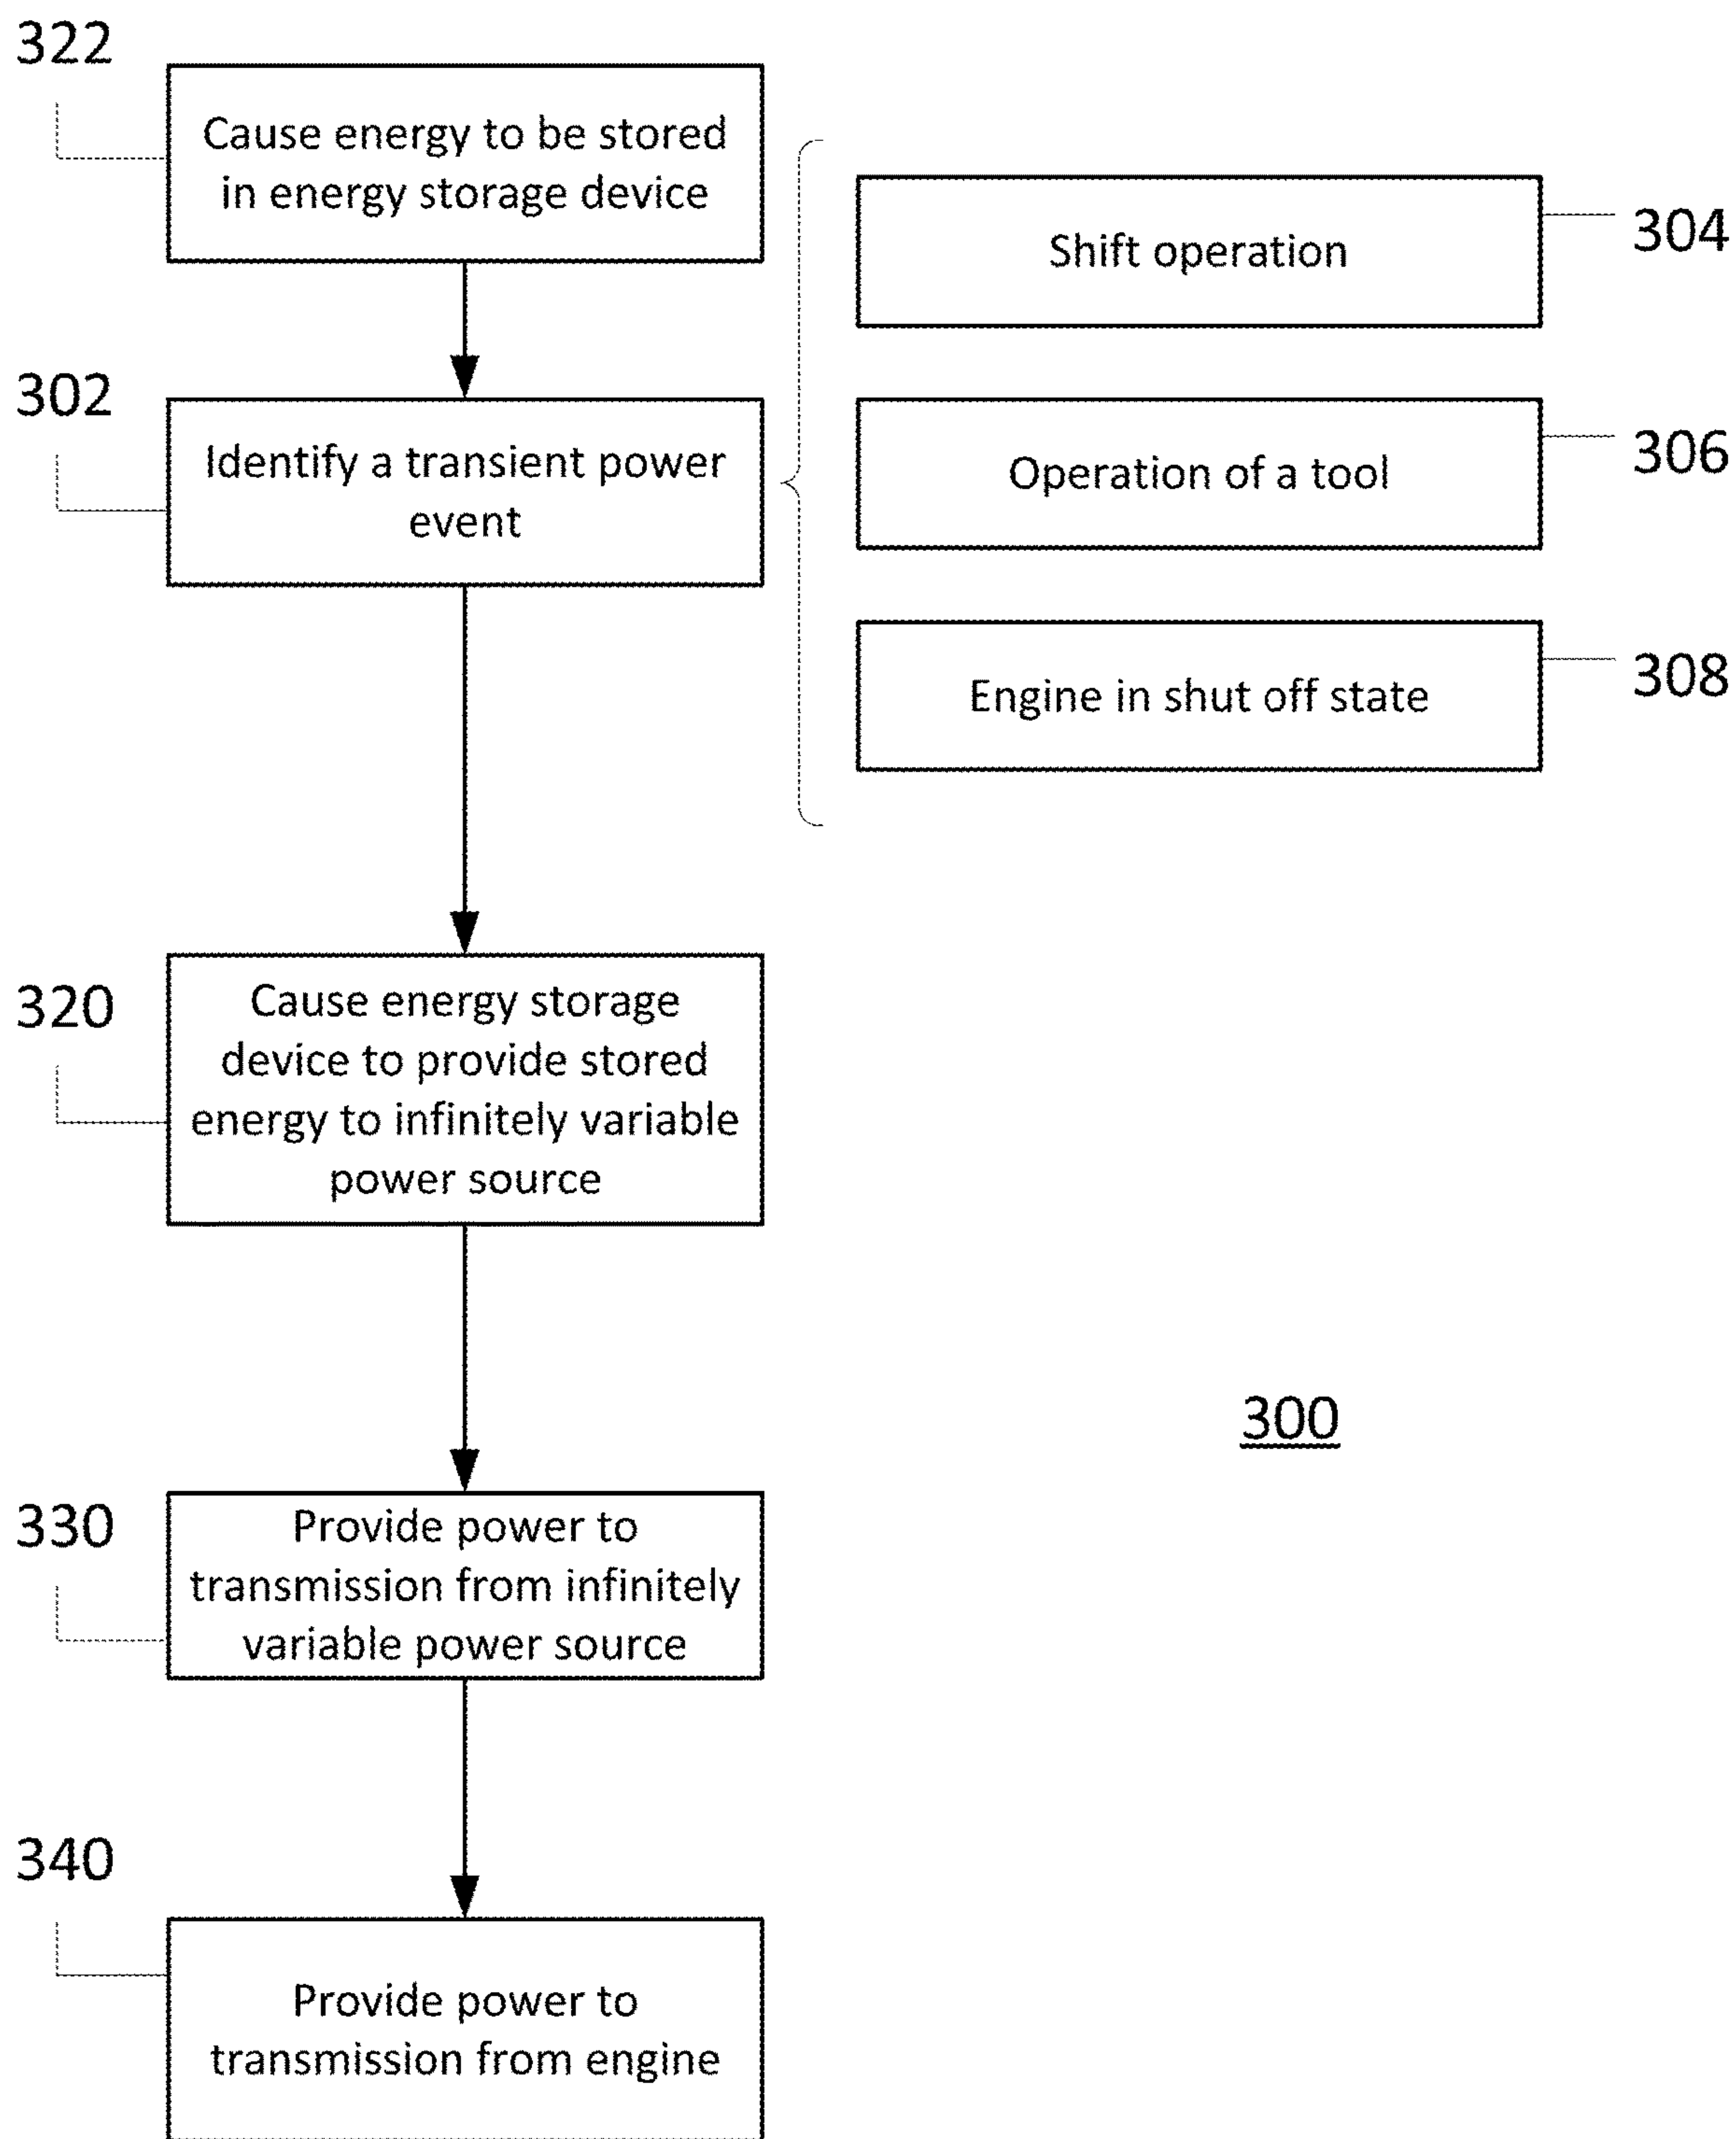 322
Cause energy to be stored
in energy storage device
Shift operation
304
302
Identify a transient power
event
Operation of a tool
306
Engine in shut off state
308
320
Cause energy storage
device to provide stored
energy to infinitely variable
power source
300
330
Provide power to
transmission from infinitely
variable power source
340
Provide power to
transmission from engine